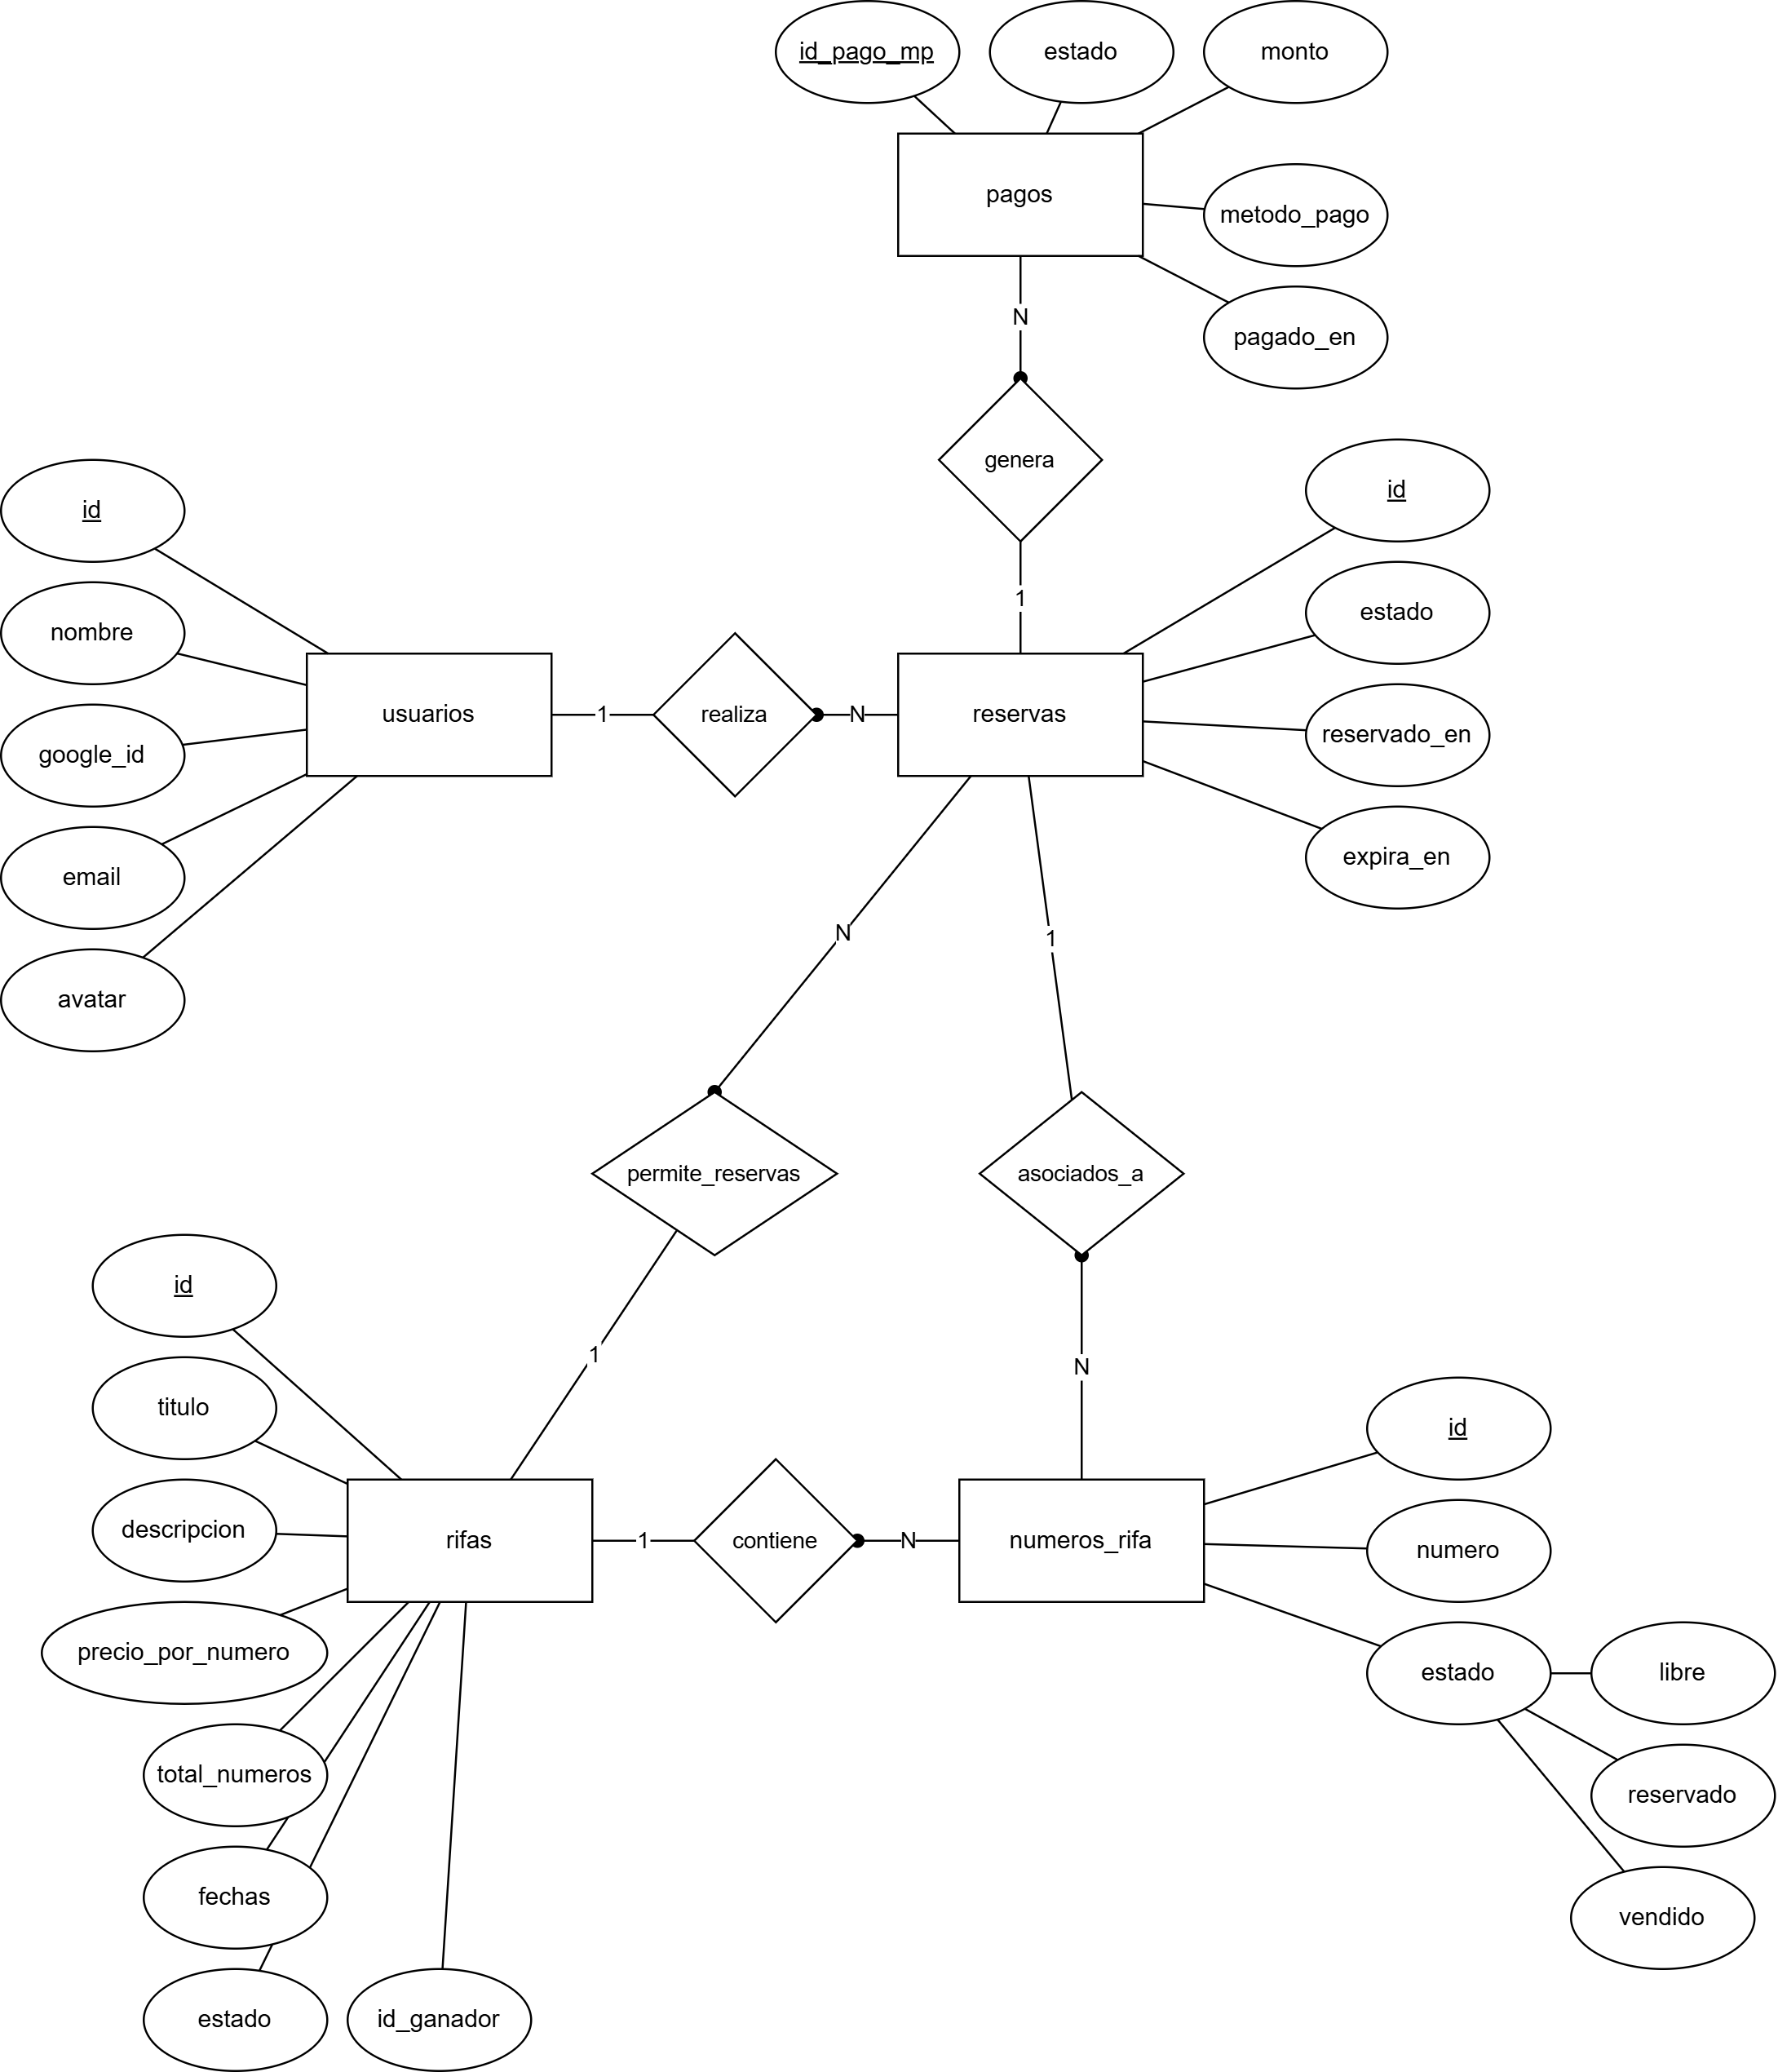 id_pago_mp
estado
monto
pagos
metodo_pago
N
pagado_en
genera
id
id
1
estado
nombre
usuarios
1
realiza
N
reservas
reservado_en
google_id
expira_en
email
N
1
avatar
permite_reservas
asociados_a
id
1
N
titulo
id
descripcion
rifas
1
contiene
N
numeros_rifa
numero
precio_por_numero
estado
libre
total_numeros
reservado
fechas
vendido
estado
id_ganador